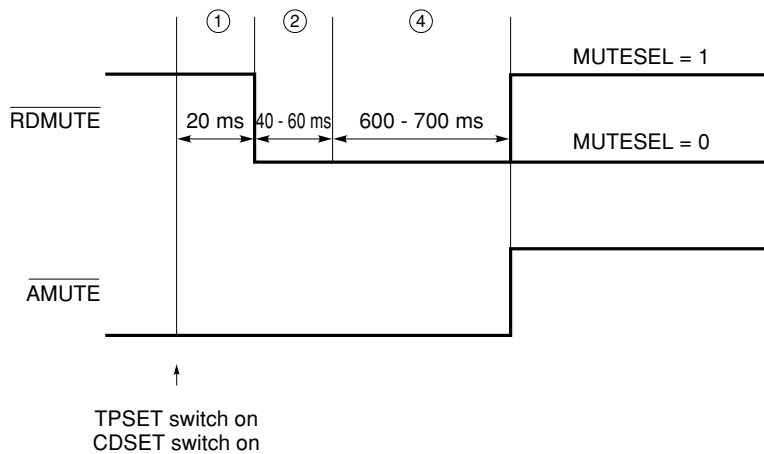 ① ② ④
MUTESEL = 1
RDMUTE
20 ms 40 - 60 ms 600 - 700 ms
MUTESEL = 0
AMUTE
TPSET switch on
CDSET switch on